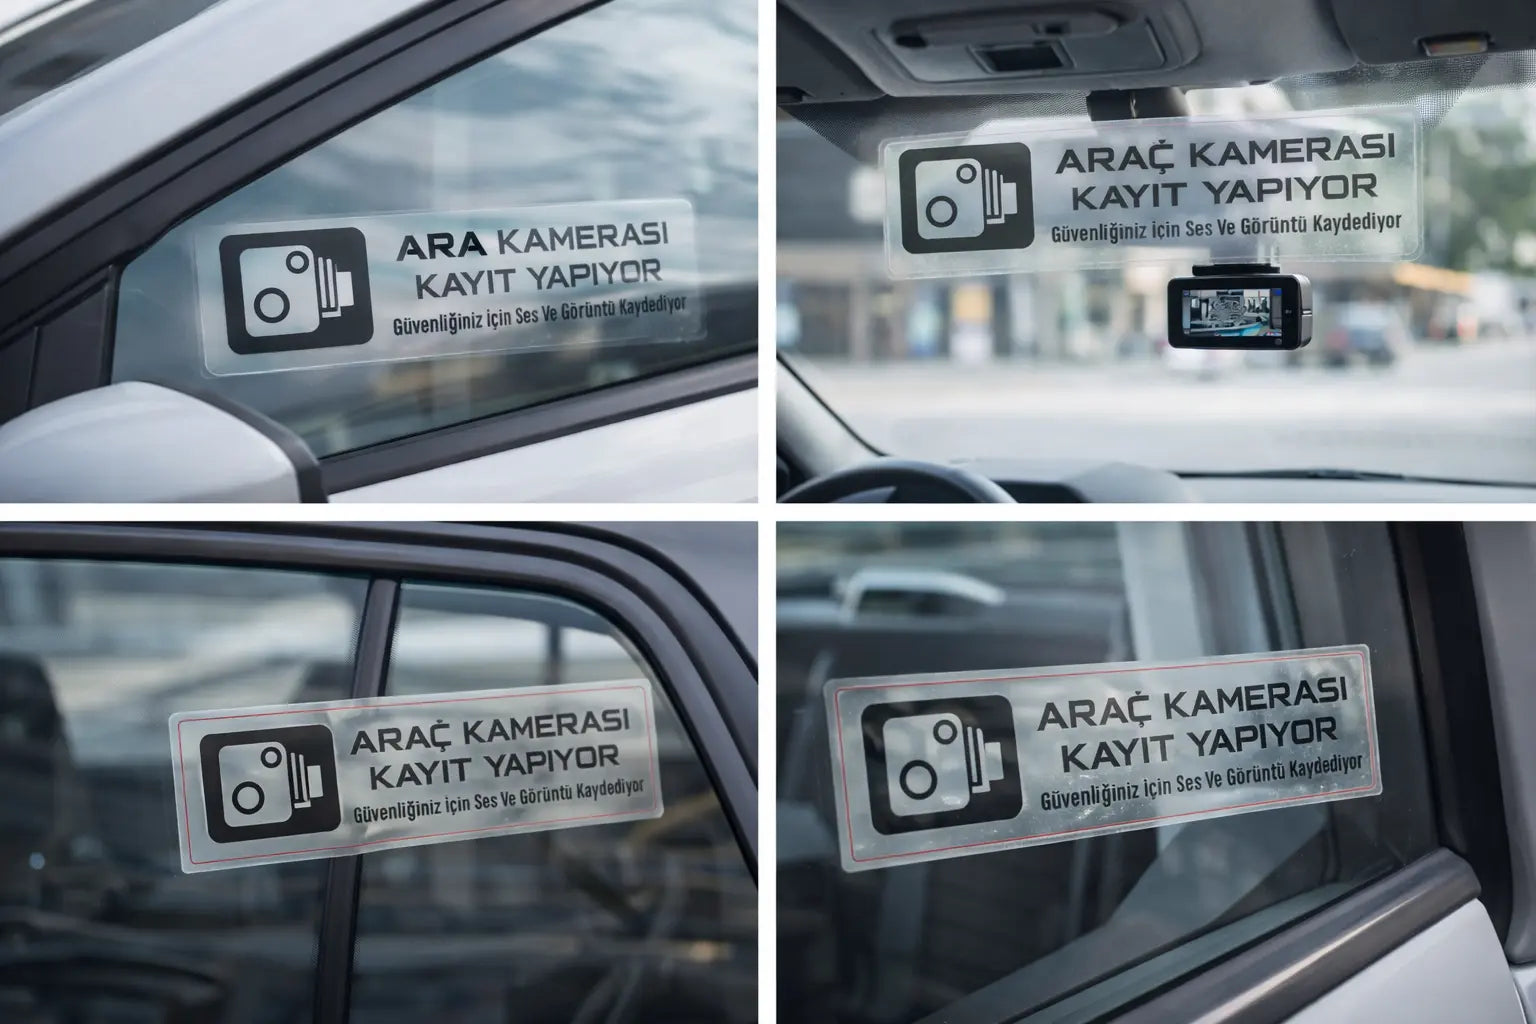 ARA KAMERASI
KAYIT YAPIYOR
Güvenliğiniz için Ses Ve Görüntü Kaydediyor
ARAÇ KAMERASI
KAYIT YAPIYOR
Güvenliğiniz için Ses Ve Görüntü Kaydediyor
ARAÇ KAMERASI
KAYIT YAPIYOR
Güvenliğiniz İçin Ses Ve Görüntü Kaydediyor
ARAÇ KAMERASI
KAYIT YAPIYOR
Güvenliğiniz İçin Ses Ve Görüntü Kaydediyor